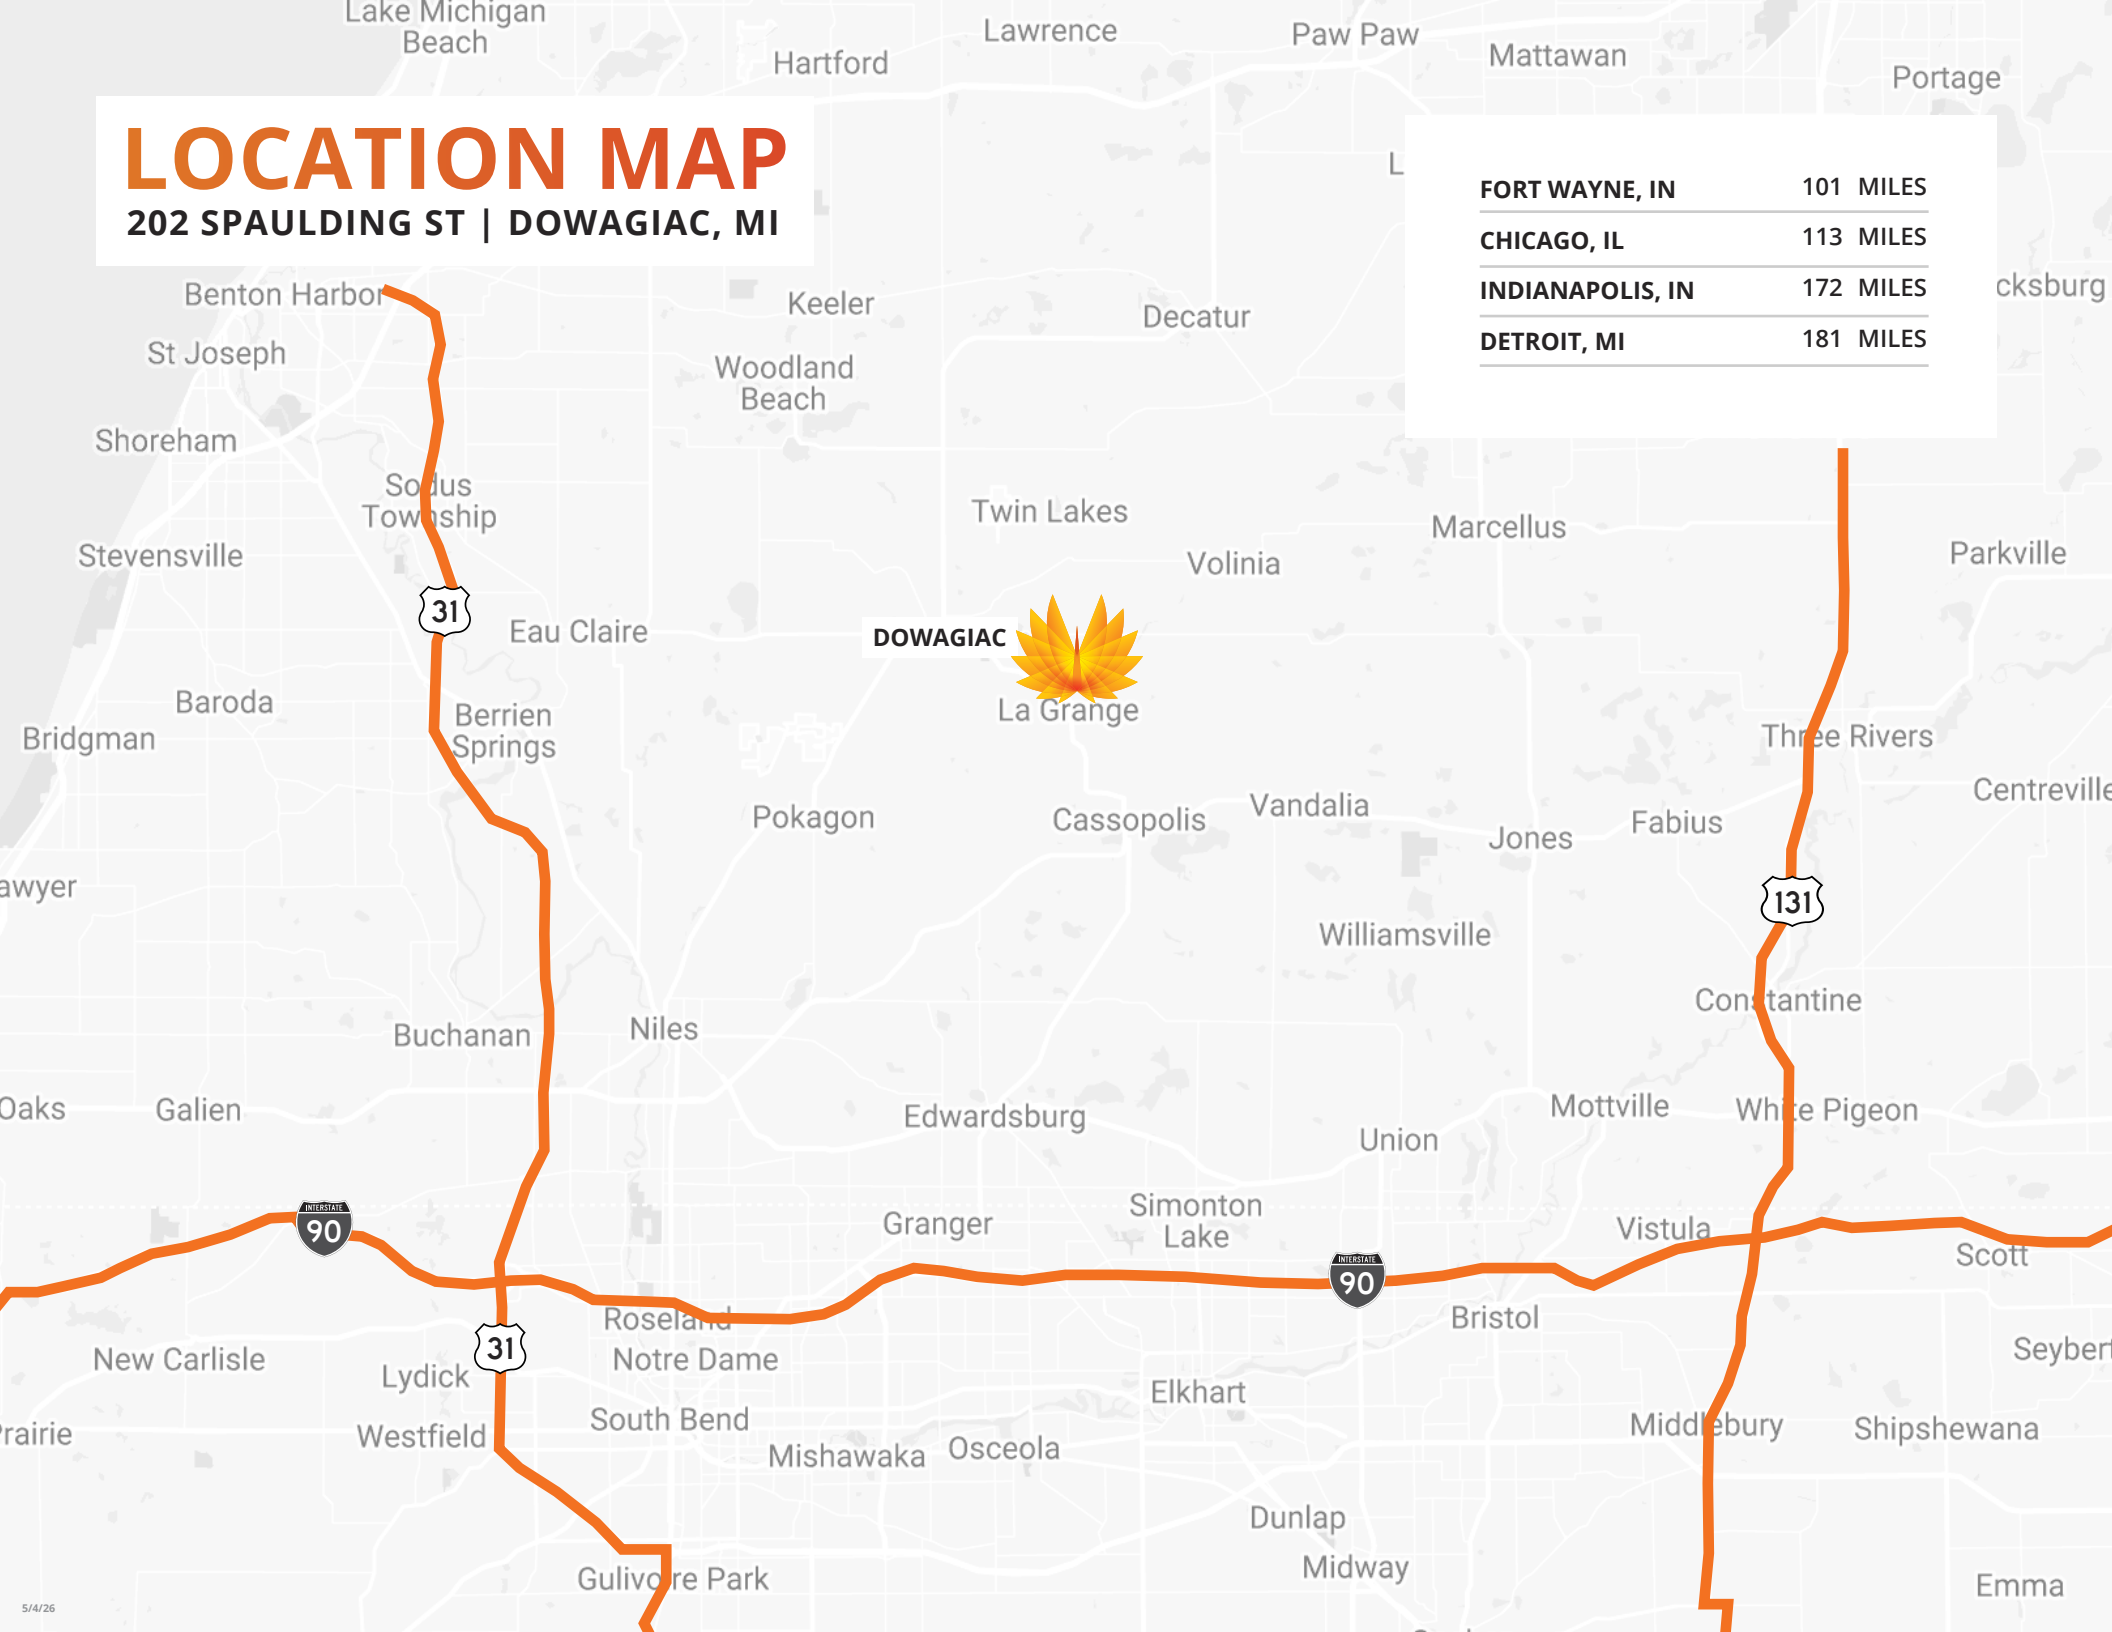 Lake Michigan
Beach
Hartford
Lawrence
Paw Paw
Mattawan
Portage
LOCATION MAP
202 SPAULDING ST | DOWAGIAC, MI
L
FORT WAYNE, IN 101 MILES
CHICAGO, IL 113 MILES
INDIANAPOLIS, IN 172 MILES
DETROIT, MI 181 MILES
cksburg
Benton Harbor
Keeler
Decatur
St Joseph
Woodland
Beach
Shoreham
Sodus
Township
Twin Lakes
Marcellus
Stevensville
Volinia
Parkville
31
Eau Claire
DOWAGIAC
Baroda
Berrien
Springs
La Grange
Bridgman
Three Rivers
Centreville
Pokagon
Cassopolis
Vandalia
Jones
Fabius
awyer
131
Williamsville
Constantine
Buchanan
Niles
Oaks
Galien
Edwardsburg
Union
Mottville
White Pigeon
INTERSTATE
90
Granger
Simonton
Lake
Vistula
Scott
INTERSTATE
90
Roseland
Bristol
31
New Carlisle
Lydick
Notre Dame
Seybert
Elkhart
South Bend
Westfield
rairie
Mishawaka
Osceola
Middlebury
Shipshewana
Dunlap
Midway
Gulivoire Park
Emma
5/4/26